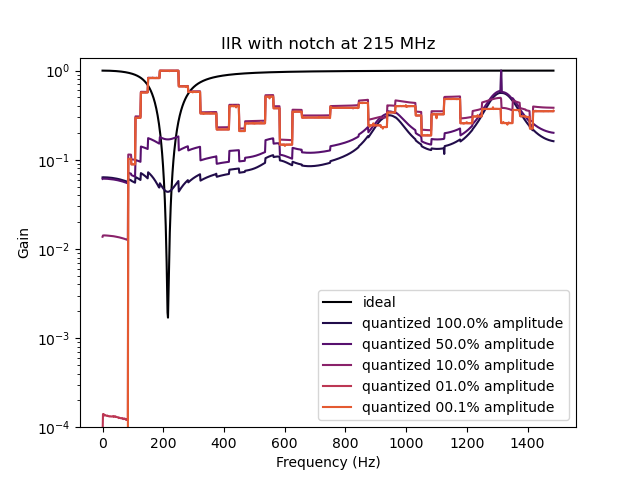 IIR with notch at 215 MHz
10⁰
10⁻¹
10⁻²
10⁻³
10⁻⁴
Gain
ideal
quantized 100.0% amplitude
quantized 50.0% amplitude
quantized 10.0% amplitude
quantized 01.0% amplitude
quantized 00.1% amplitude
0 200 400 600 800 1000 1200 1400
Frequency (Hz)